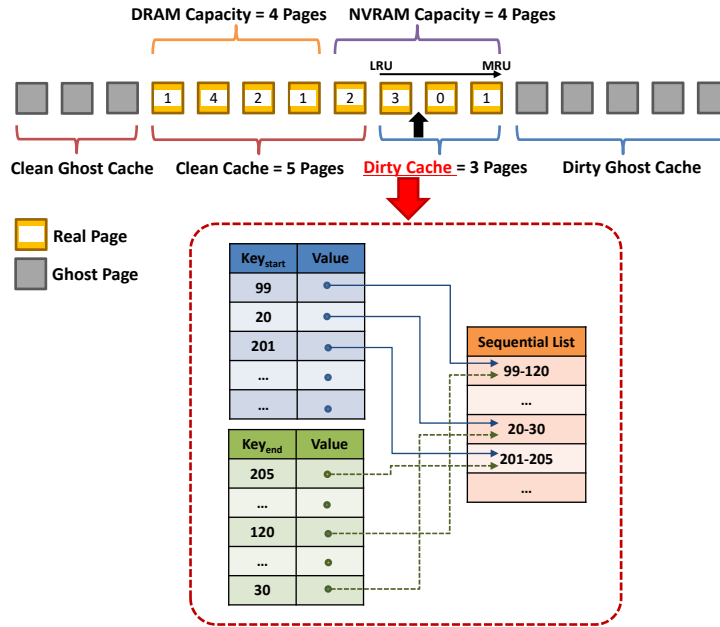 DRAM Capacity = 4 Pages NVRAM Capacity = 4 Pages
LRU MRU
1 4 2 1 2 3 0 1
Clean Ghost Cache Clean Cache = 5 Pages Dirty Cache = 3 Pages Dirty Ghost Cache
Real Page
Ghost Page
Keystart Value
99
20
201
...
...
Keyend Value
205
...
120
...
30
Sequential List
99-120
...
20-30
201-205
...